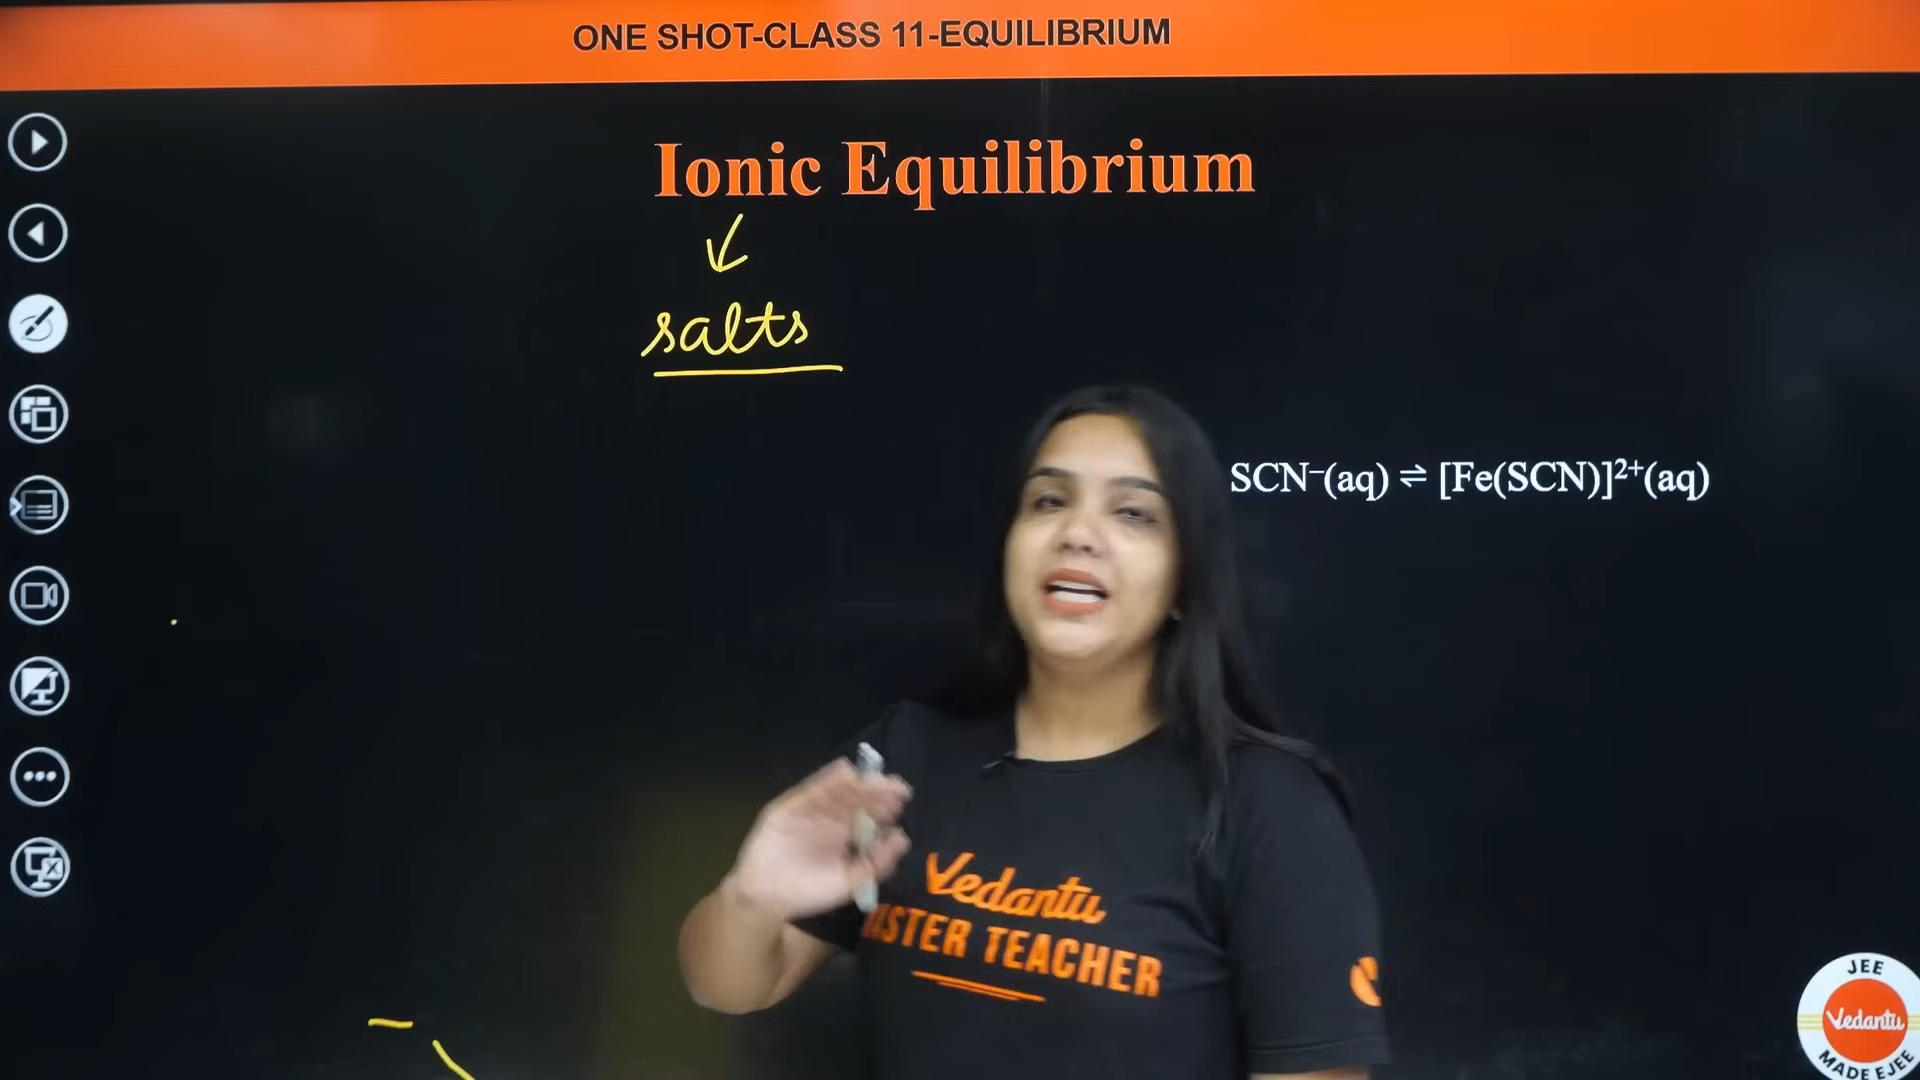 ONE SHOT-CLASS 11-EQUILIBRIUM
Ionic Equilibrium
salts
SCN⁻(aq) ⇌ [Fe(SCN)]²⁺(aq)
Vedantu
ASTER TEACHER
JEE
Vedantu
MADE EJEE